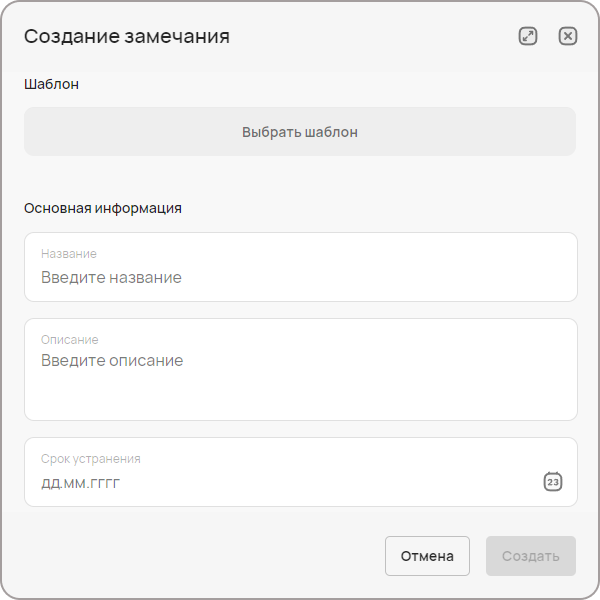 Создание замечания
Шаблон
Выбрать шаблон
Основная информация
Название
Введите название
Описание
Введите описание
Срок устранения
дд.мм.гггг
23
Отмена
Создать